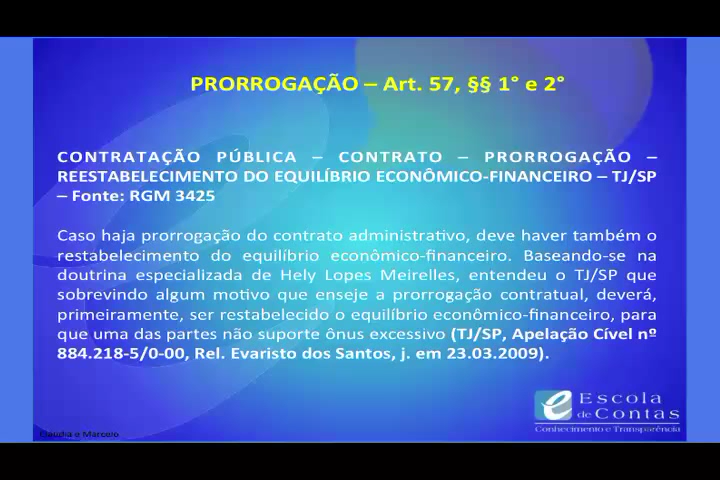 PRORROGAÇÃO – Art. 57, §§ 1° e 2°
CONTRATAÇÃO PÚBLICA – CONTRATO – PRORROGAÇÃO –
REESTABELECIMENTO DO EQUILÍBRIO ECONÔMICO-FINANCEIRO – TJ/SP
– Fonte: RGM 3425
Caso haja prorrogação do contrato administrativo, deve haver também o
restabelecimento do equilíbrio econômico-financeiro. Baseando-se na
doutrina especializada de Hely Lopes Meirelles, entendeu o TJ/SP que
sobrevindo algum motivo que enseje a prorrogação contratual, deverá,
primeiramente, ser restabelecido o equilíbrio econômico-financeiro, para
que uma das partes não suporte ônus excessivo (TJ/SP, Apelação Cível nº
884.218-5/0-00, Rel. Evaristo dos Santos, j. em 23.03.2009).
Escola
de Contas
Conhecimento e Transparência
Claudia e Marcelo